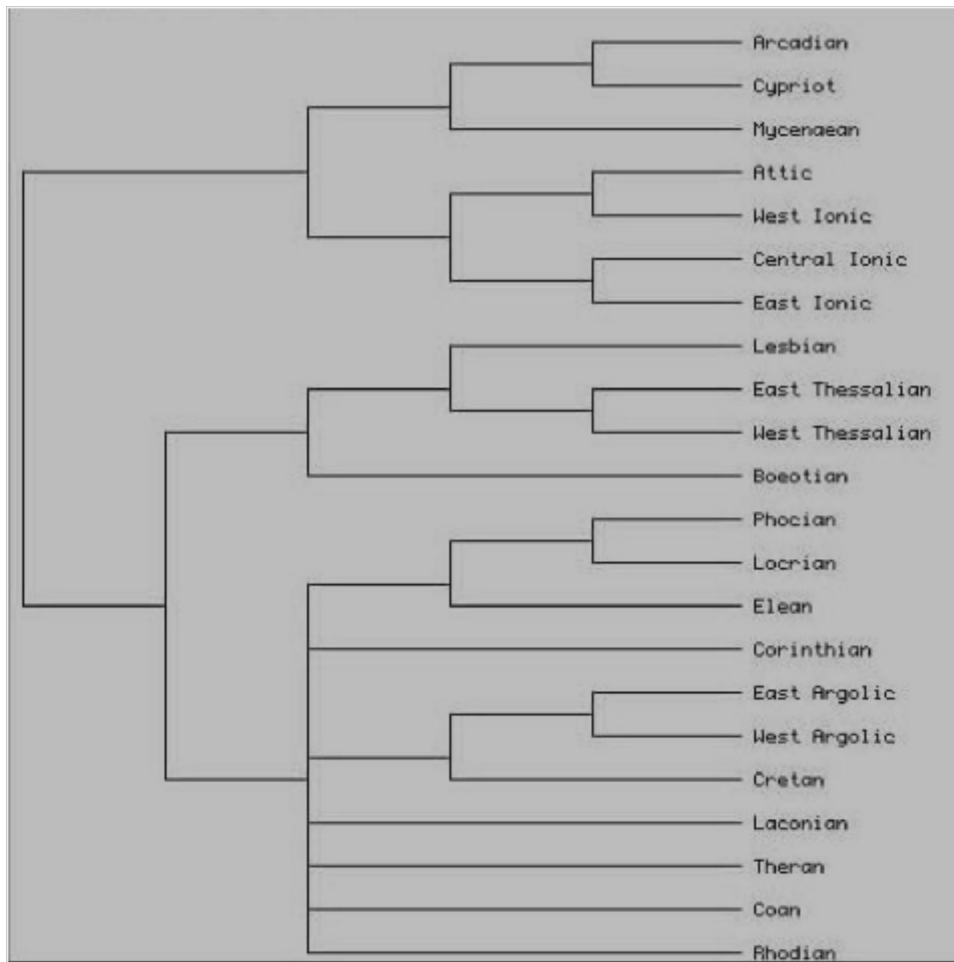 Arcadian
Cypriot
Mycenaean
Attic
West Ionic
Central Ionic
East Ionic
Lesbian
East Thessalian
West Thessalian
Boeotian
Phocian
Locrian
Elean
Corinthian
East Argolic
West Argolic
Cretan
Laconian
Theran
Coan
Rhodian